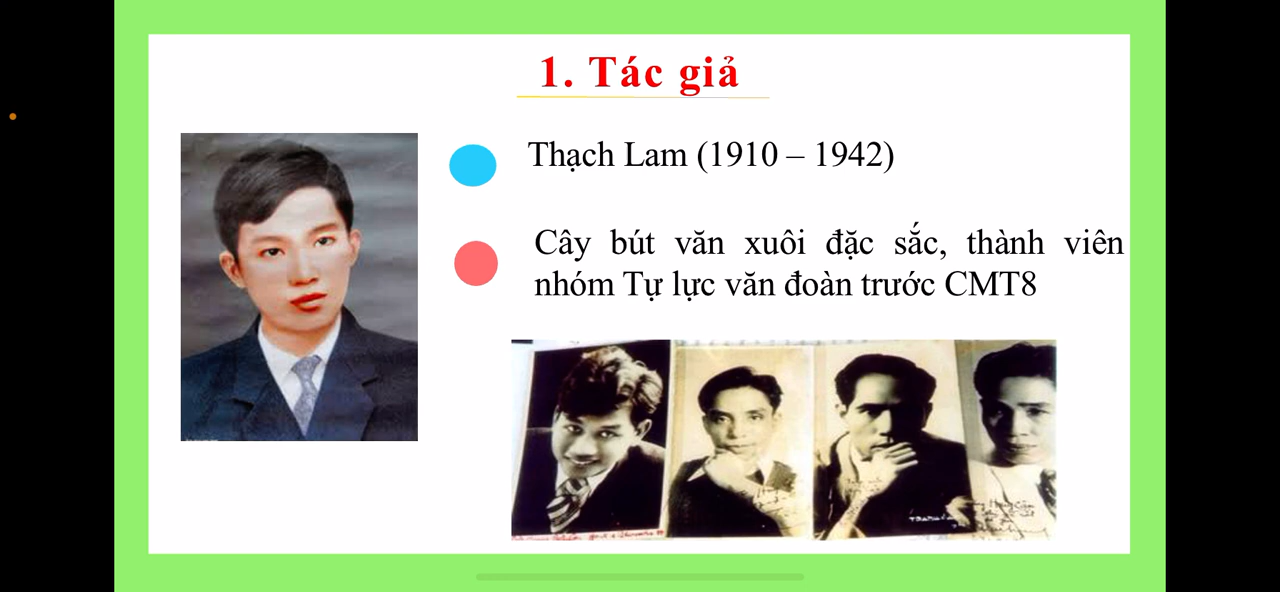 1. Tác giả
Thạch Lam (1910 – 1942)
Cây bút văn xuôi đặc sắc, thành viên
nhóm Tự lực văn đoàn trước CMT8